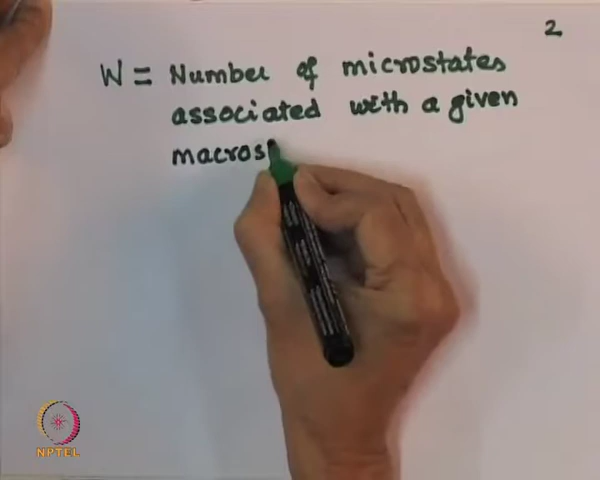 2
W = Number of microstates
associated with a given
macros
NPTEL